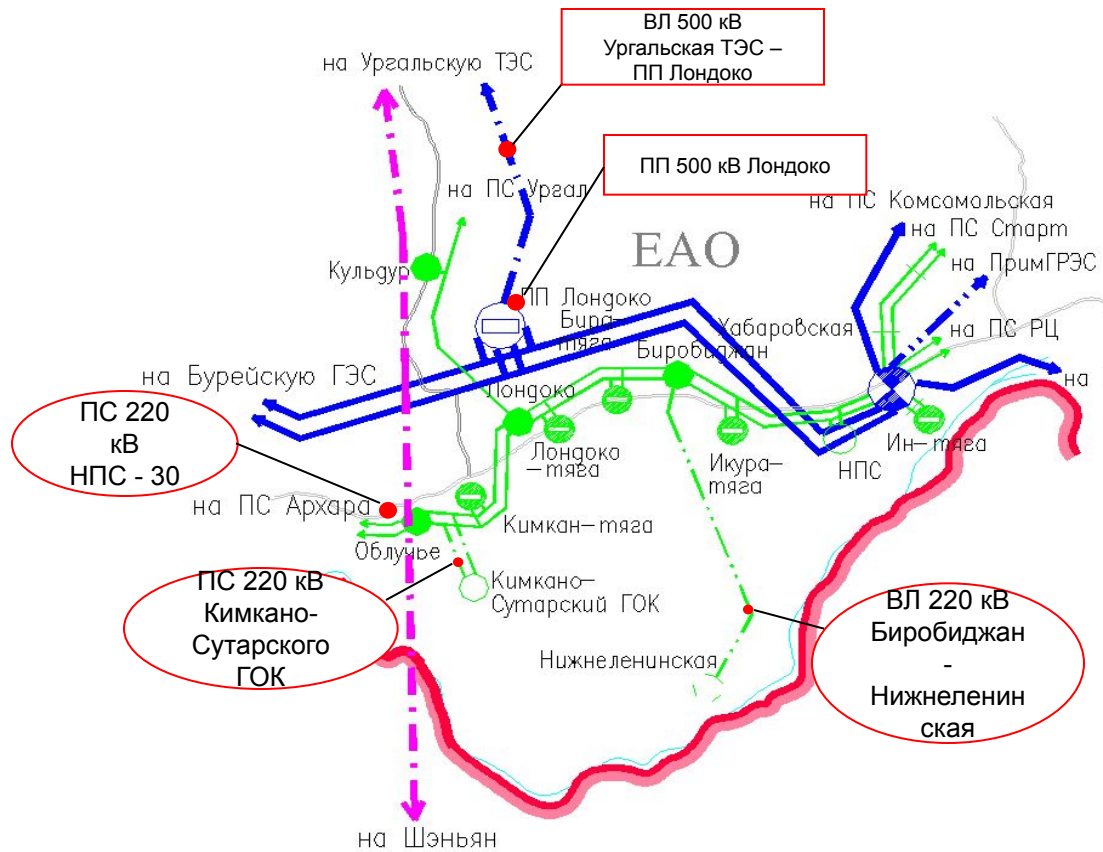 ВЛ 500 кВ
Ургальская ТЭС –
ПП Лондоко
на Ургальскую ТЭС
ПП 500 кВ Лондоко
на ПС Ургал
на ПС Комсомольская
на ПС Старт
ЕАО
на ПримГРЭС
Кульдур
ПП Лондоко
Бира-
тяга
Хабаровская
на ПС РЦ
Биробиджан
на Бурейскую ГЭС
на
Лондоко
ПС 220
кВ
НПС - 30
Лондоко
-тяга
Икура-
тяга
НПС
Ин-тяга
на ПС Архара
Кимкан-тяга
Облучье
ПС 220 кВ
Кимкано-
Сутарского
ГОК
Кимкано-
Сутарский ГОК
ВЛ 220 кВ
Биробиджан
-
Нижнеленин
ская
Нижнеленинская
на Шэньян